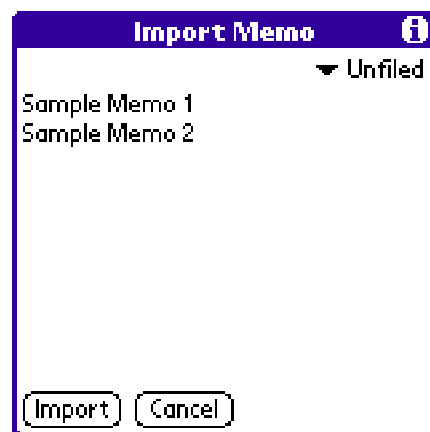 Import Memo i
Unfiled
Sample Memo 1
Sample Memo 2
Import Cancel